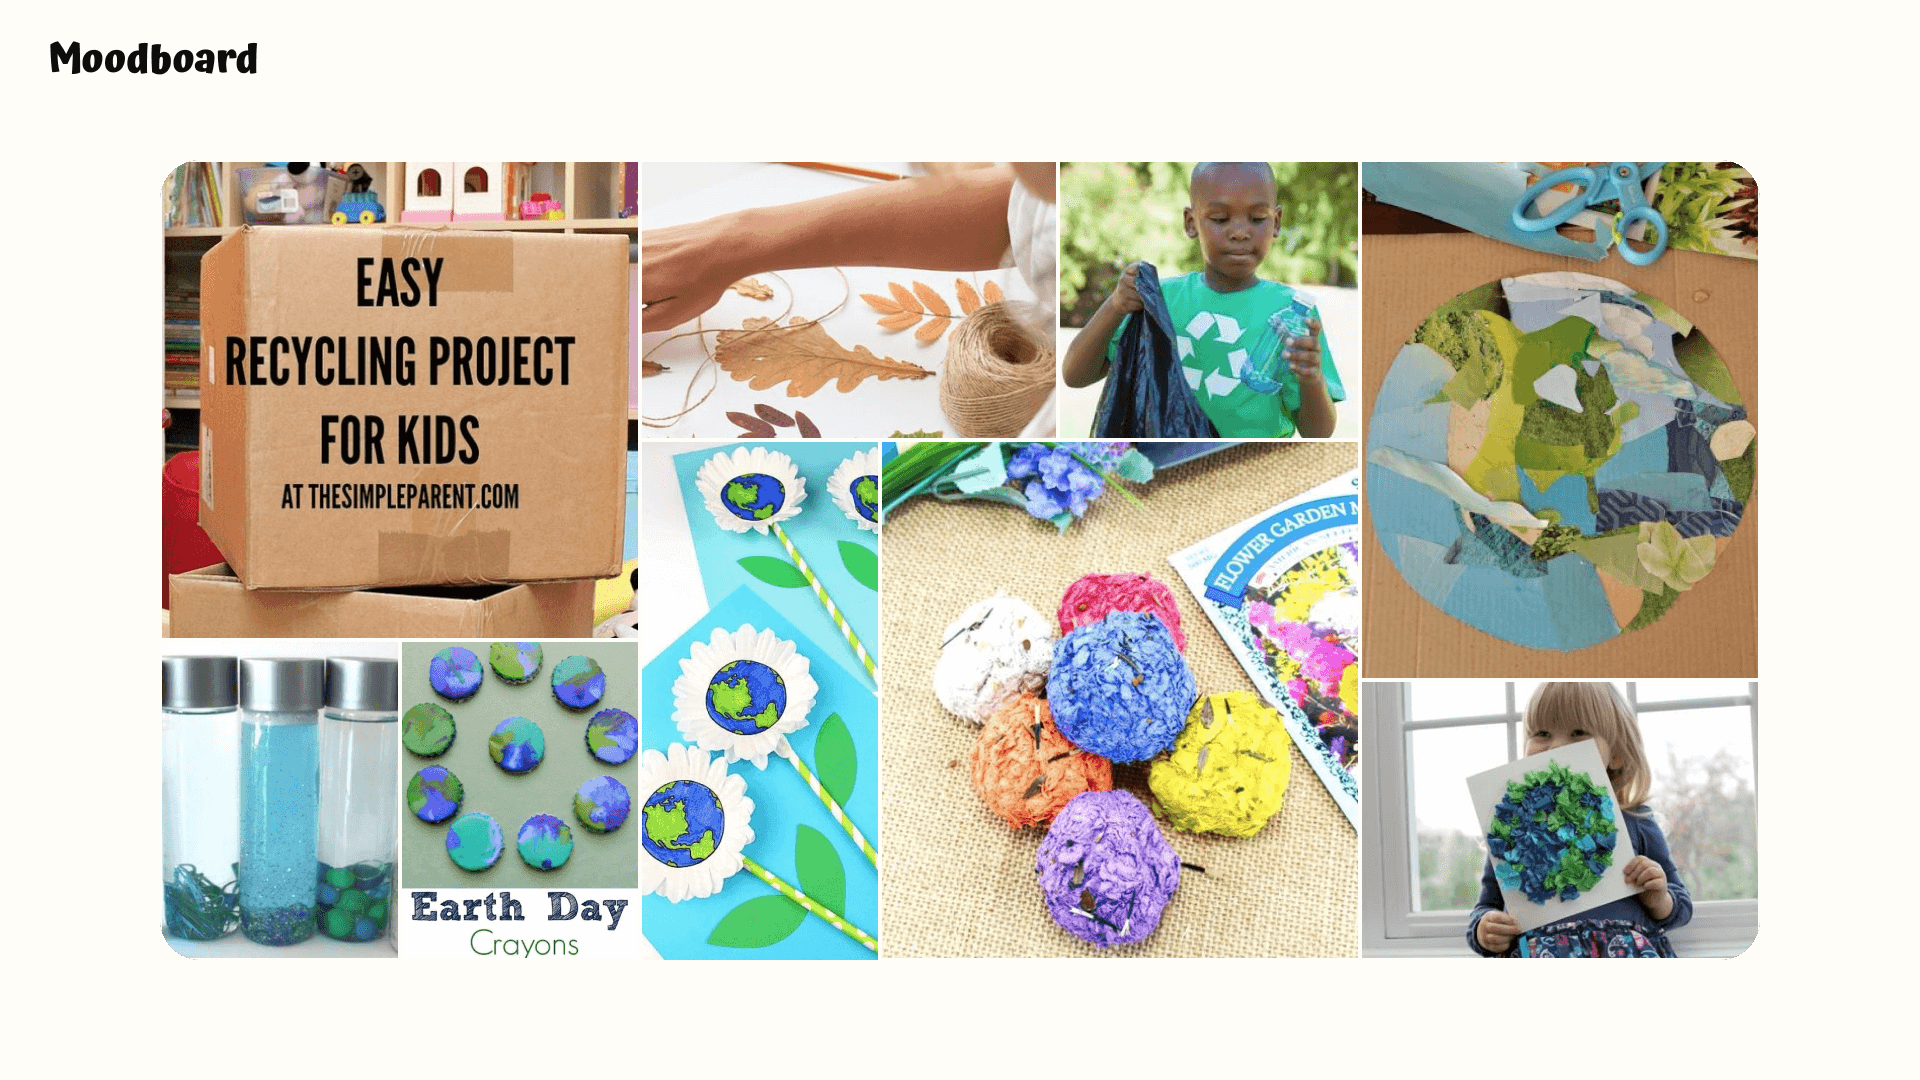 Moodboard
EASY
RECYCLING PROJECT
FOR KIDS
AT THESIMPLEPARENT.COM
FLOWER GARDEN
Earth Day
Crayons